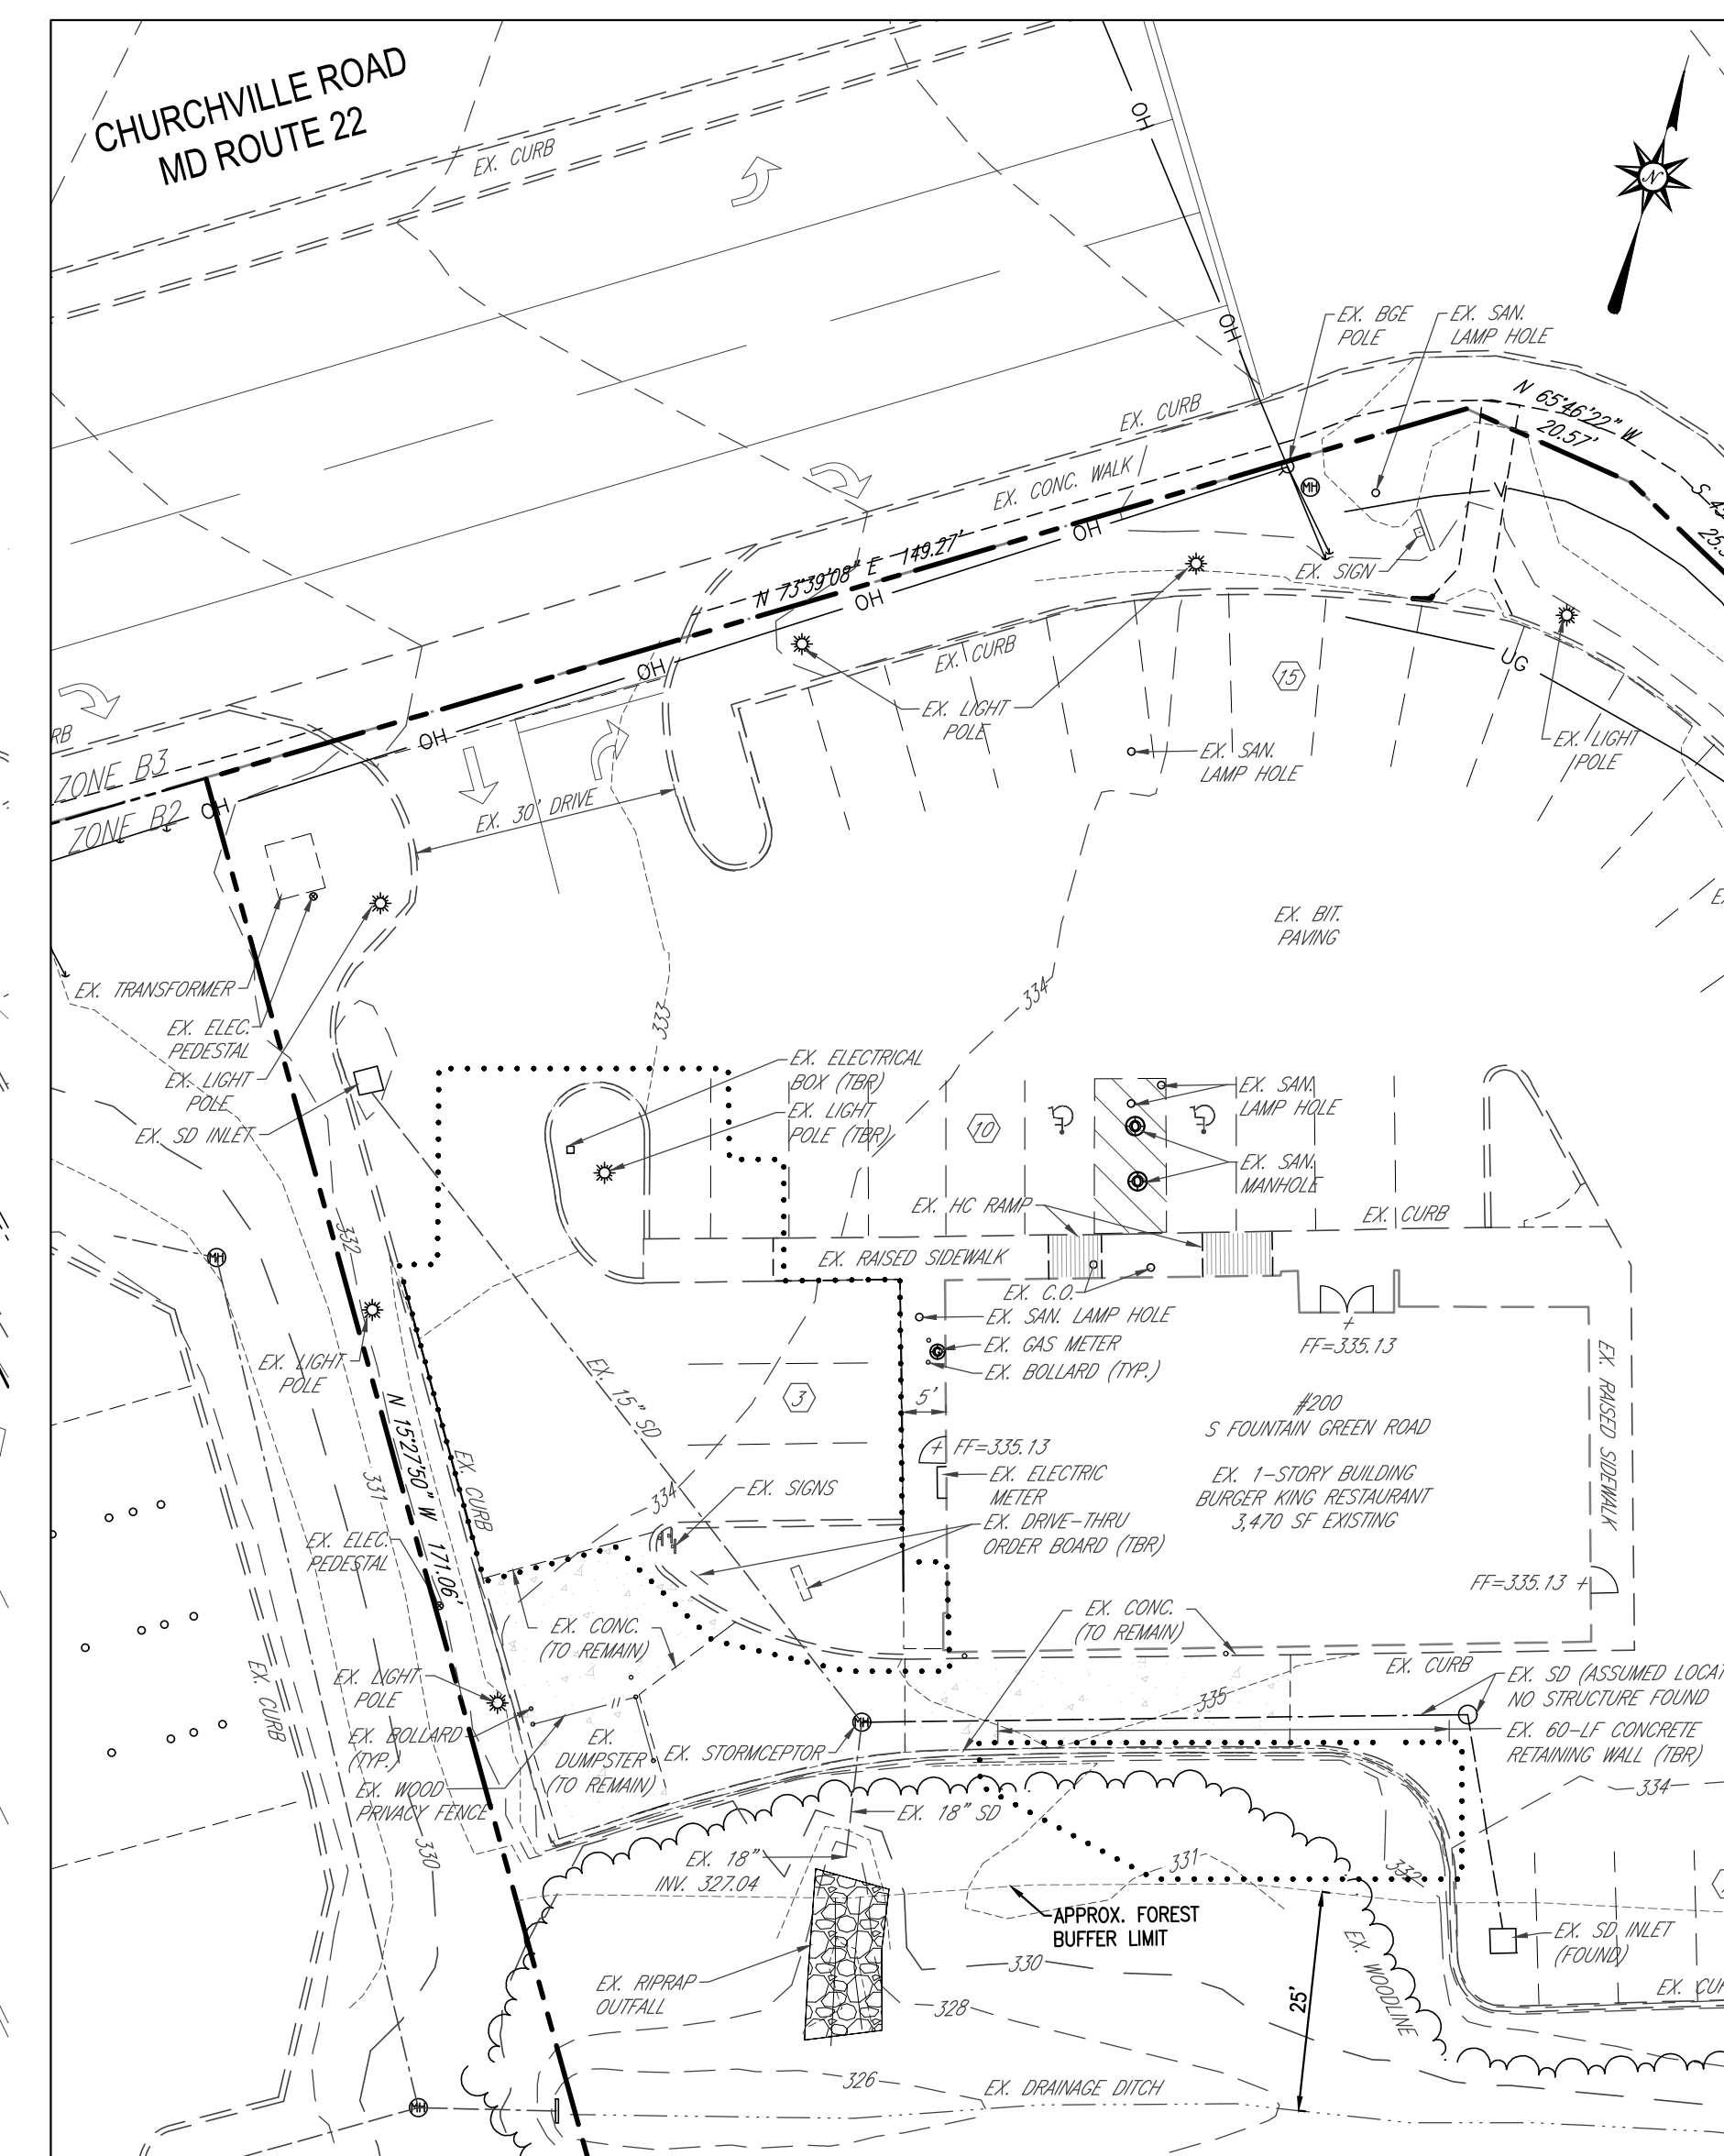 CHURCHVILLE ROAD
MD ROUTE 22
EX. CURB
OH
N
OH
EX. BGE
POLE
EX. SAN.
LAMP HOLE
N 65°46'22" W
20.57'
EX. CURB
EX. CONC. WALK
MH
V
N 73°39'08" E 149.27'
OH
EX. SIGN
OH
OH
EX. CURB
15
UG
EX. LIGHT
POLE
EX. LIGHT
POLE
EX. SAN.
LAMP HOLE
OH
ZONE B3
ZONE B2
OH
EX. 30' DRIVE
EX. BIT.
PAVING
EX. TRANSFORMER
EX. ELEC.
PEDESTAL
EX. LIGHT
POLE
EX. SD INLET
333
334
EX. ELECTRICAL
BOX (TBR)
EX. LIGHT
POLE (TBR)
10
EX. SAN.
LAMP HOLE
EX. SAN.
MANHOLE
EX. HC RAMP
EX. CURB
332
MH
EX. RAISED SIDEWALK
EX. C.O.
EX. SAN. LAMP HOLE
EX. GAS METER
EX. BOLLARD (TYP.)
FF=335.13
EX. LIGHT
POLE
EX. 15" SD
3
5'
#200
S FOUNTAIN GREEN ROAD
EX. RAISED SIDEWALK
N 15°27'50" W 171.06'
FF=335.13
EX. CURB
331
334
EX. SIGNS
EX. ELECTRIC
METER
EX. 1-STORY BUILDING
BURGER KING RESTAURANT
3,470 SF EXISTING
EX. DRIVE-THRU
ORDER BOARD (TBR)
EX. ELEC.
PEDESTAL
FF=335.13
EX. CONC.
(TO REMAIN)
EX. CONC.
(TO REMAIN)
EX. CURB
EX. LIGHT
POLE
EX. CURB
335
EX. SD (ASSUMED LOCAT
NO STRUCTURE FOUND
EX. BOLLARD
(TYP.)
EX.
DUMPSTER
(TO REMAIN)
EX. STORMCEPTOR
MH
EX. 60-LF CONCRETE
RETAINING WALL (TBR)
EX. WOOD
PRIVACY FENCE
334
EX. 18" SD
330
EX. 18"
INV. 327.04
331
332
APPROX. FOREST
BUFFER LIMIT
EX. SD INLET
(FOUND)
EX. RIPRAP
OUTFALL
330
328
25'
EX. WOODLINE
326
EX. DRAINAGE DITCH
MH